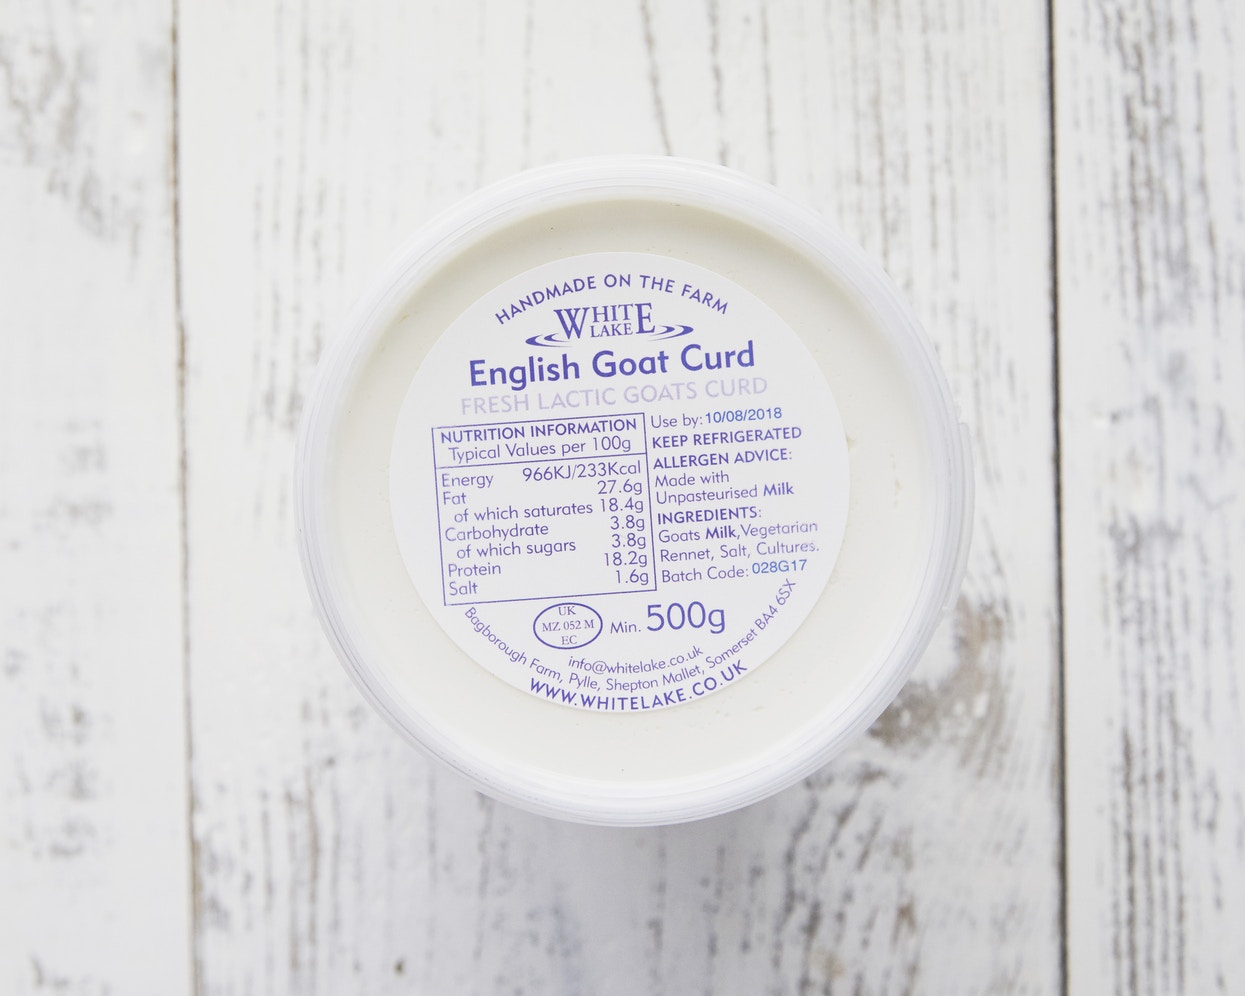 HANDMADE ON THE FARM
WHITE
LAKE
English Goat Curd
FRESH LACTIC GOATS CURD
NUTRITION INFORMATION
Typical Values per 100g
Energy 966KJ/233Kcal
Fat 27.6g
of which saturates 18.4g
Carbohydrate 3.8g
of which sugars 3.8g
Protein 18.2g
Salt 1.6g
Use by: 10/08/2018
KEEP REFRIGERATED
ALLERGEN ADVICE:
Made with
Unpasteurised Milk
INGREDIENTS:
Goats Milk, Vegetarian
Rennet, Salt, Cultures.
Batch Code: 028G17
UK
MZ 052 M
EC
Min. 500g
info@whitelake.co.uk
Bagborough Farm, Pylle, Shepton Mallet, Somerset BA4 6SX
WWW.WHITELAKE.CO.UK